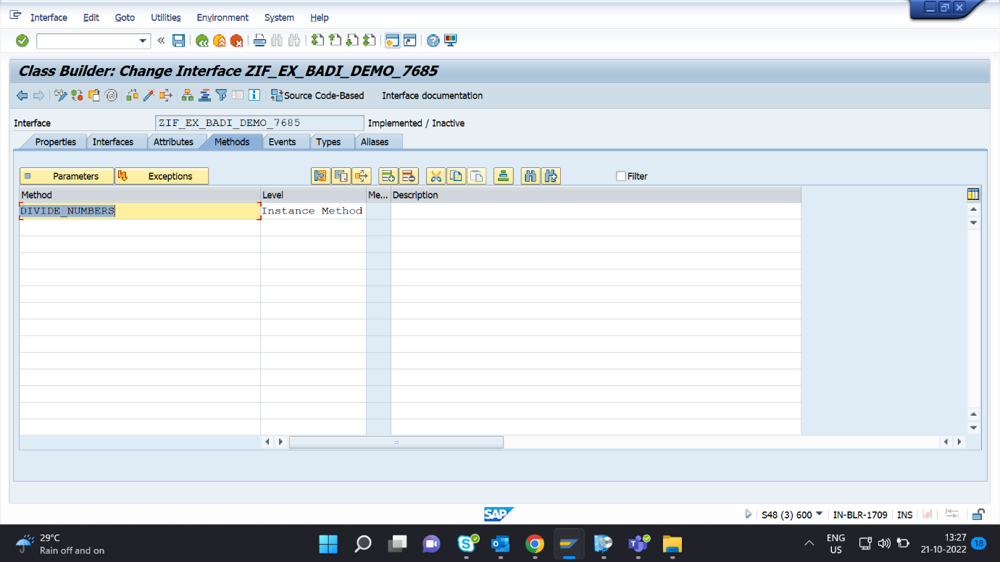 Interface Edit Goto Utilities Environment System Help
Class Builder: Change Interface ZIF_EX_BADI_DEMO_7685
Source Code-Based Interface documentation
Interface ZIF_EX_BADI_DEMO_7685 Implemented / Inactive
Properties Interfaces Attributes Methods Events Types Aliases
Parameters Exceptions Filter
Method Level Me... Description
DIVIDE_NUMBERS Instance Method
SAP S48 (3) 600 IN-BLR-1709 INS
29°C
Rain off and on
ENG
US
13:27
21-10-2022
18